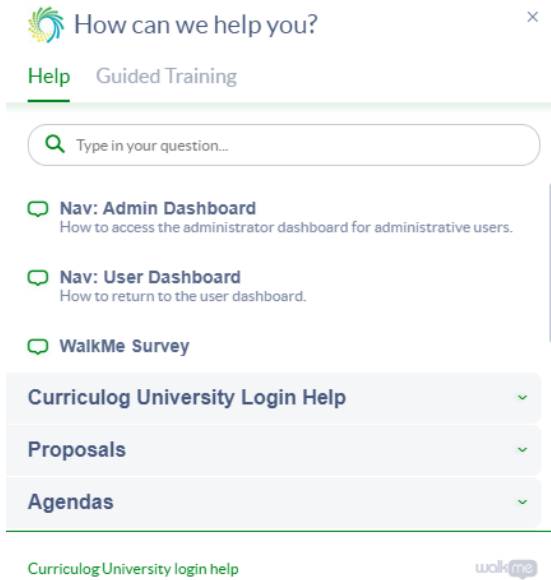 How can we help you?
Help Guided Training
Type in your question...
Nav: Admin Dashboard
How to access the administrator dashboard for administrative users.
Nav: User Dashboard
How to return to the user dashboard.
WalkMe Survey
Curriculog University Login Help
Proposals
Agendas
Curriculog University login help
walkme